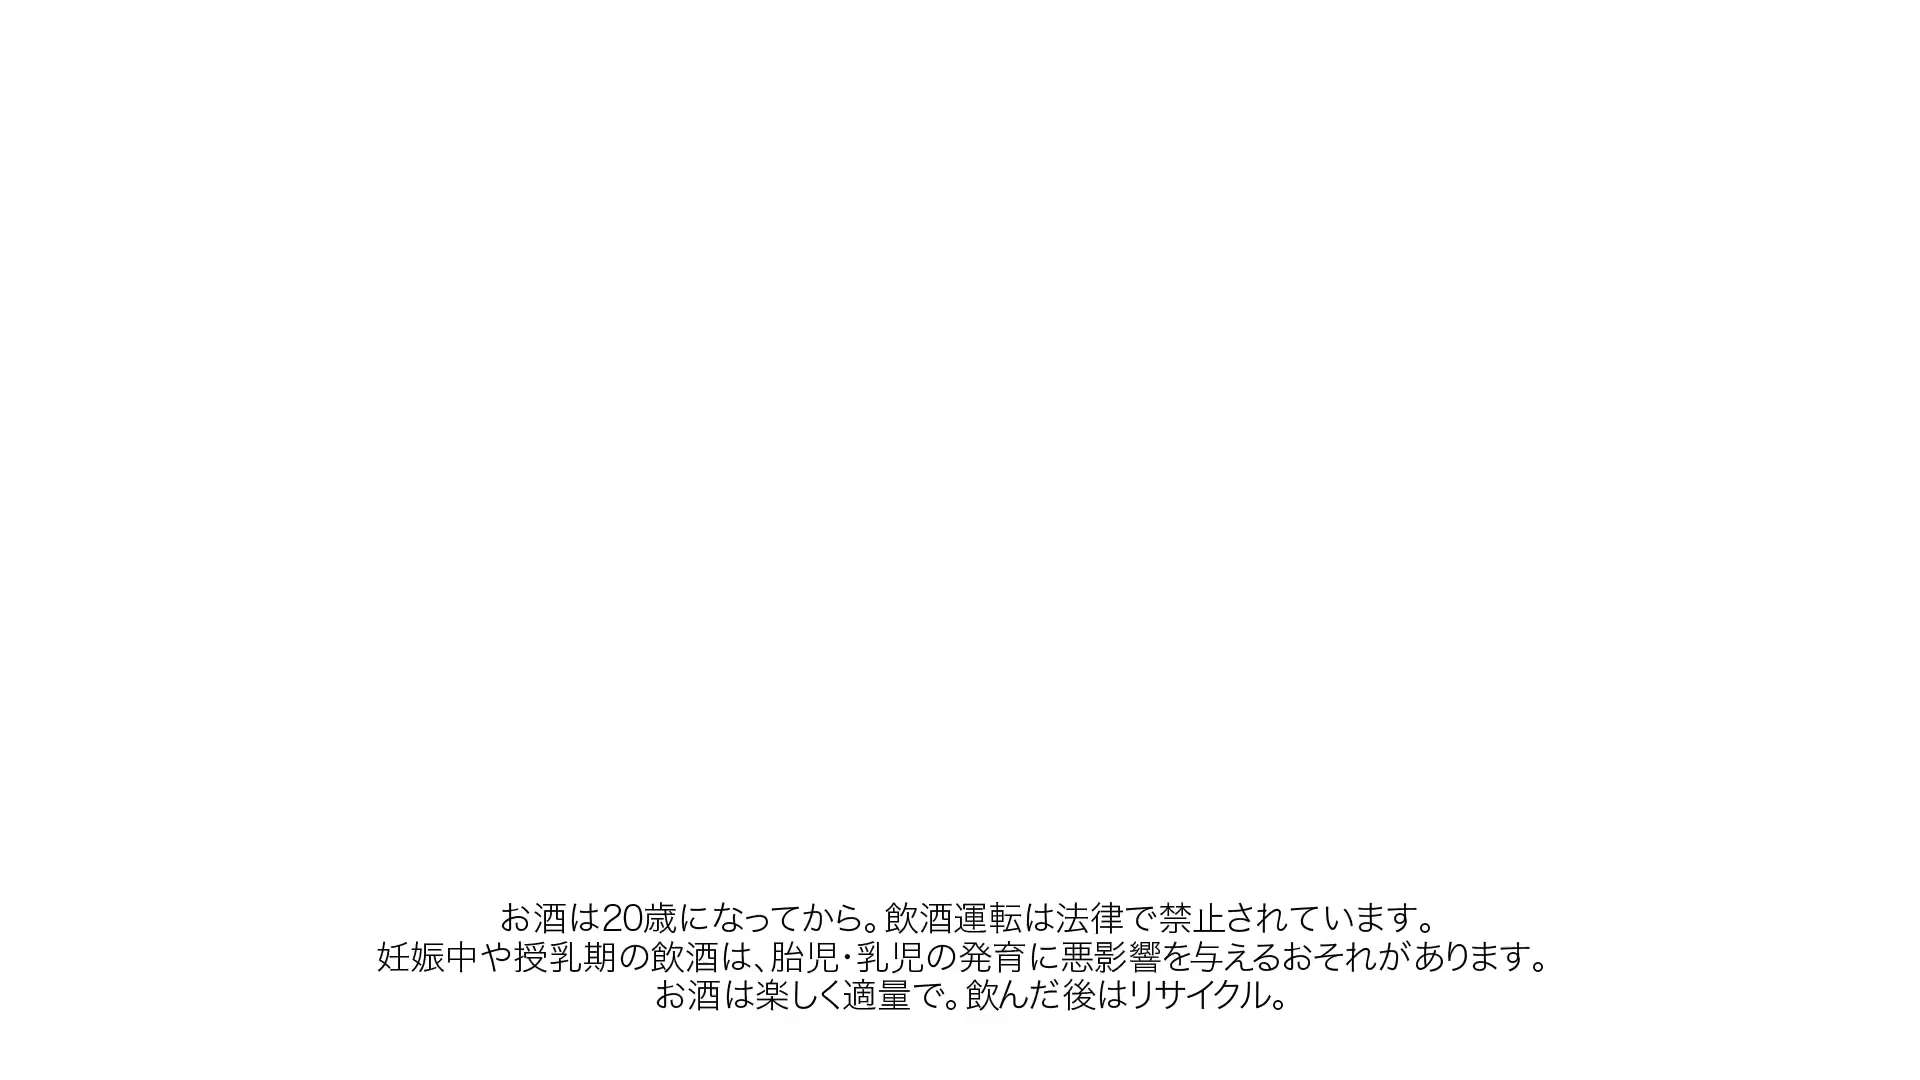 お酒は20歳になってから。飲酒運転は法律で禁止されています。
妊娠中や授乳期の飲酒は、胎児・乳児の発育に悪影響を与えるおそれがあります。
お酒は楽しく適量で。飲んだ後はリサイクル。